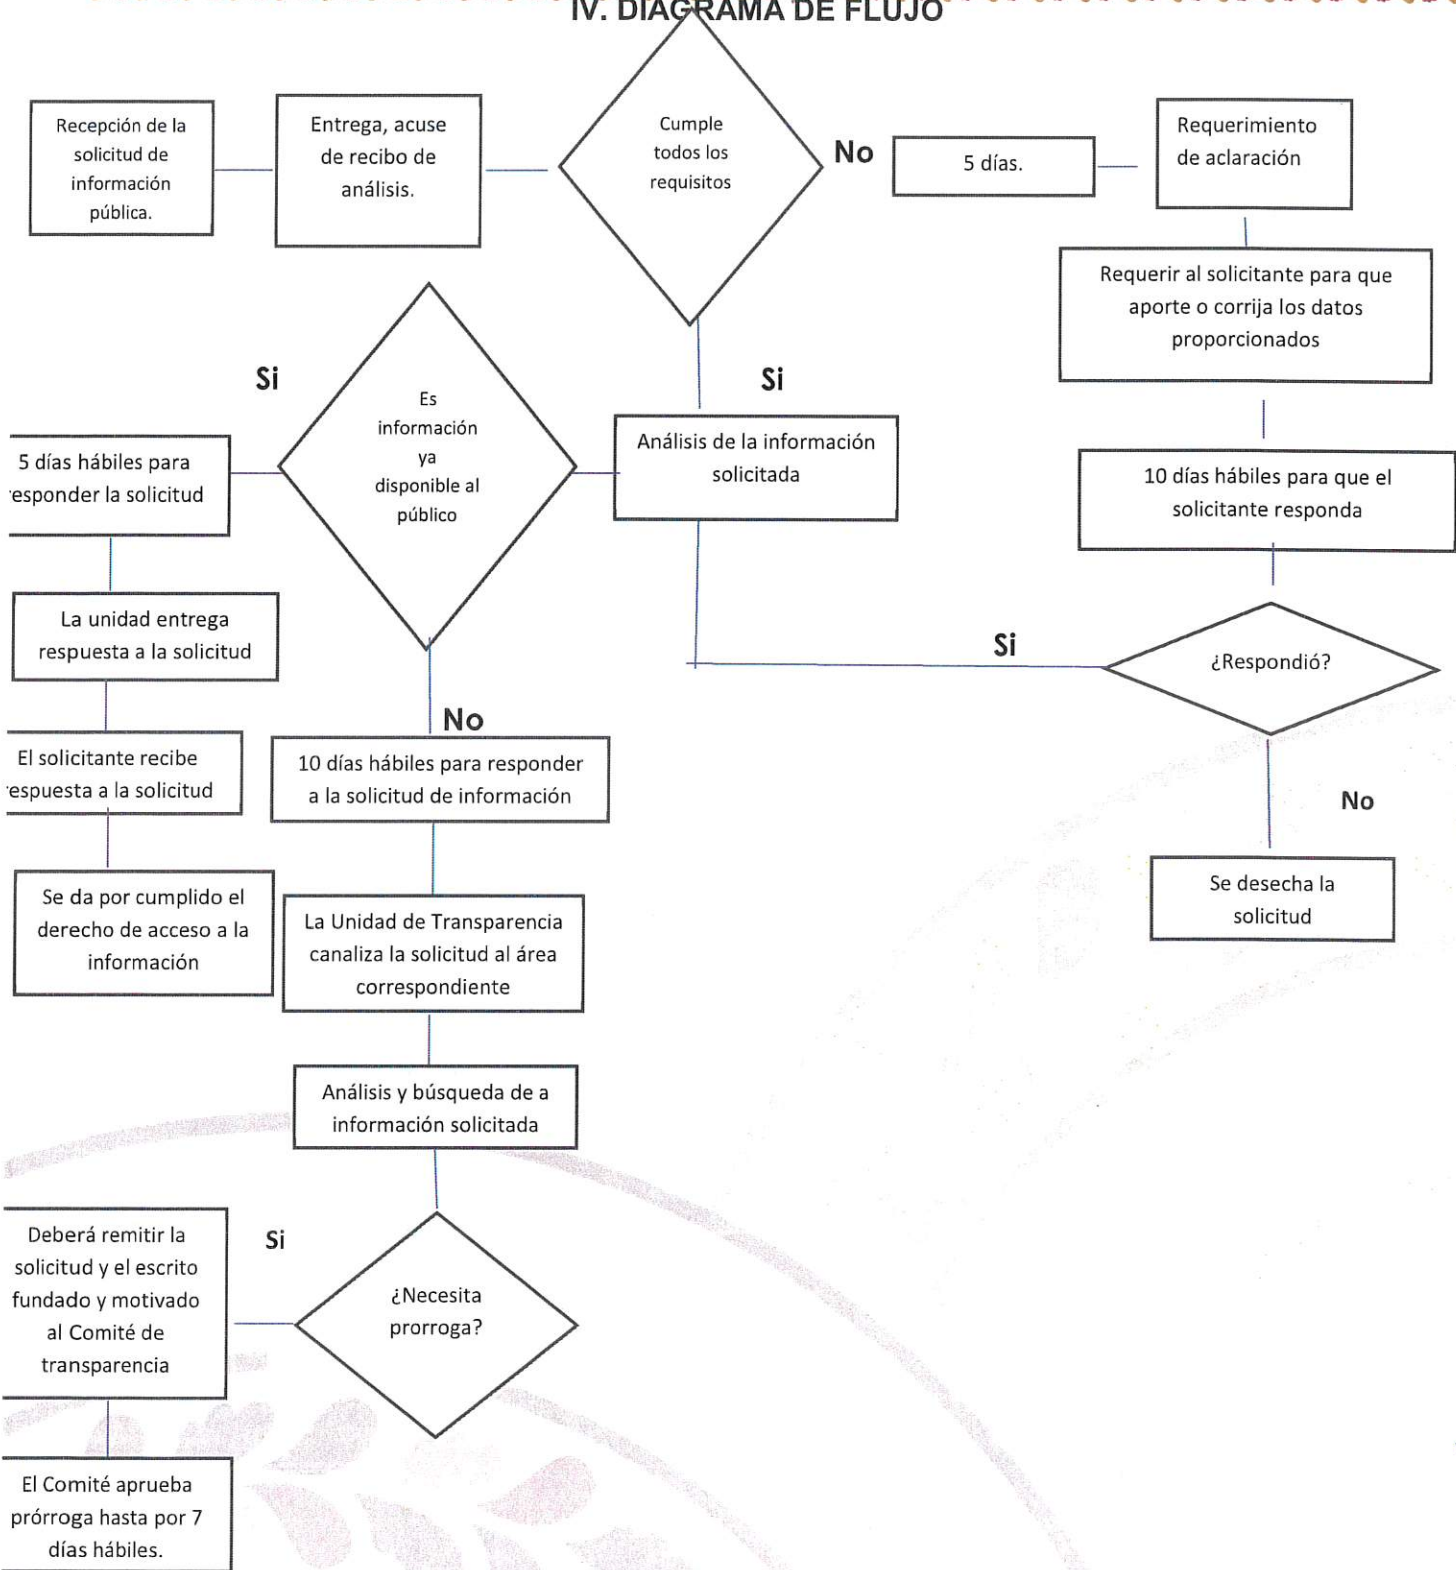 IV. DIAGRAMA DE FLUJO
Recepción de la
solicitud de
información
pública.
Entrega, acuse
de recibo de
análisis.
Cumple
todos los
requisitos
No
5 días.
Requerimiento
de aclaración
Requerir al solicitante para que
aporte o corrija los datos
proporcionados
10 días hábiles para que el
solicitante responda
¿Respondió?
Si
No
Se desecha la
solicitud
Si
Análisis de la información
solicitada
Es
información
ya
disponible al
público
Si
5 días hábiles para
responder la solicitud
La unidad entrega
respuesta a la solicitud
El solicitante recibe
respuesta a la solicitud
Se da por cumplido el
derecho de acceso a la
información
No
10 días hábiles para responder
a la solicitud de información
La Unidad de Transparencia
canaliza la solicitud al área
correspondiente
Análisis y búsqueda de a
información solicitada
¿Necesita
prorroga?
Si
Deberá remitir la
solicitud y el escrito
fundado y motivado
al Comité de
transparencia
El Comité aprueba
prórroga hasta por 7
días hábiles.